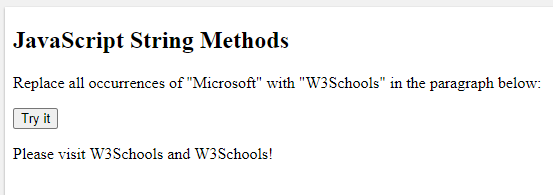 JavaScript String Methods
Replace all occurrences of "Microsoft" with "W3Schools" in the paragraph below:
Try it
Please visit W3Schools and W3Schools!